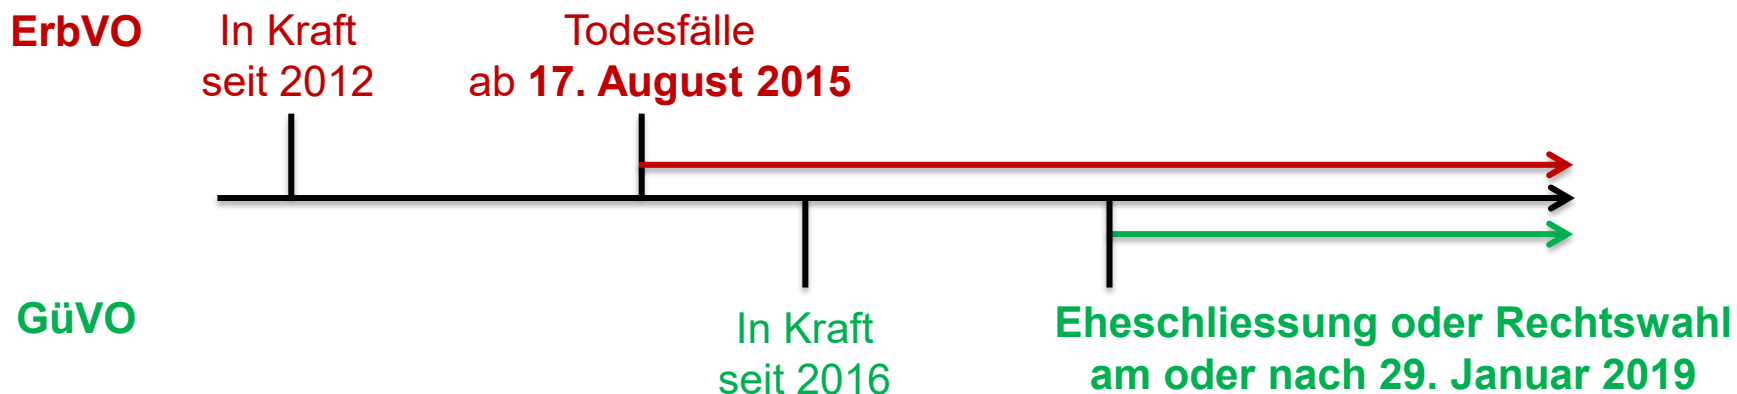 ErbVO
In Kraft
seit 2012
Todesfälle
ab 17. August 2015
GüVO
In Kraft
seit 2016
Eheschliessung oder Rechtswahl
am oder nach 29. Januar 2019